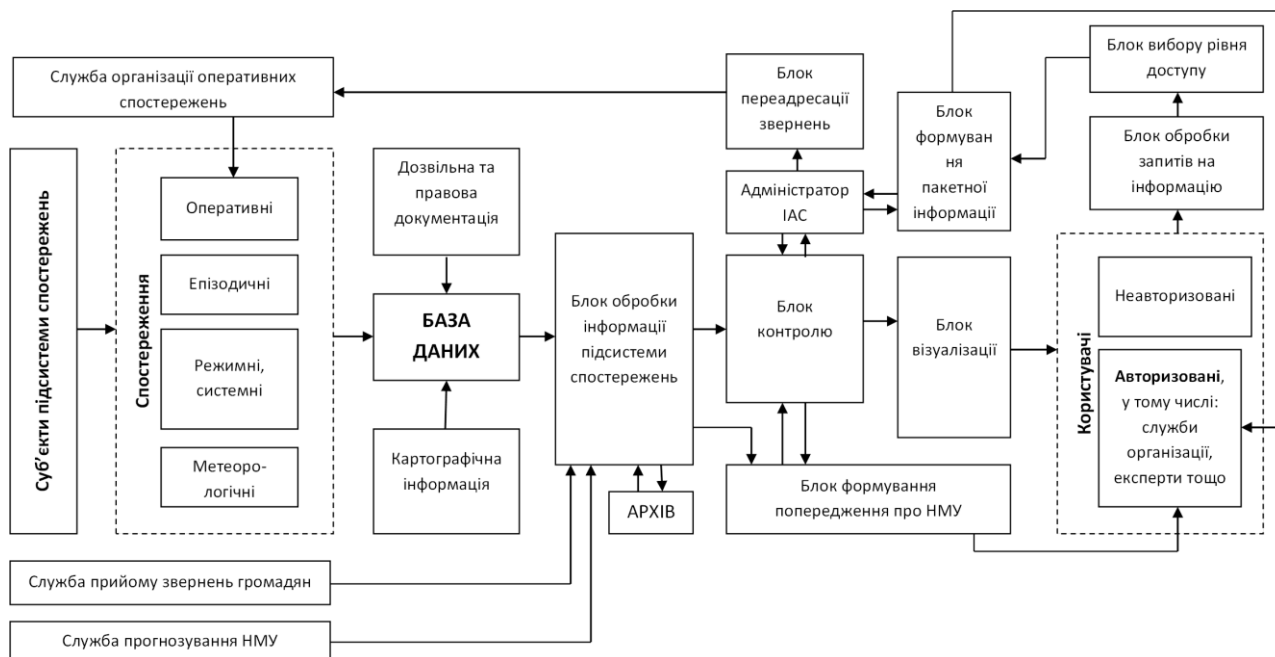 Служба організації оперативних
спостережень
Блок
переадресації
звернень
Блок
формуван
ня
пакетної
інформації
Блок вибору рівня
доступу
Блок обробки
запитів на
інформацію
Суб’єкти підсистеми спостережень
Спостереження
Оперативні
Епізодичні
Режимні,
системні
Метеоро-
логічні
Дозвільна та
правова
документація
БАЗА
ДАНИХ
Картографічна
інформація
Блок обробки
інформації
підсистеми
спостережень
АРХІВ
Адміністратор
ІАС
Блок
контролю
Блок
візуалізації
Блок формування
попередження про НМУ
Користувачі
Неавторизовані
Авторизовані,
у тому числі:
служби
організації,
експерти тощо
Служба прийому звернень громадян
Служба прогнозування НМУ